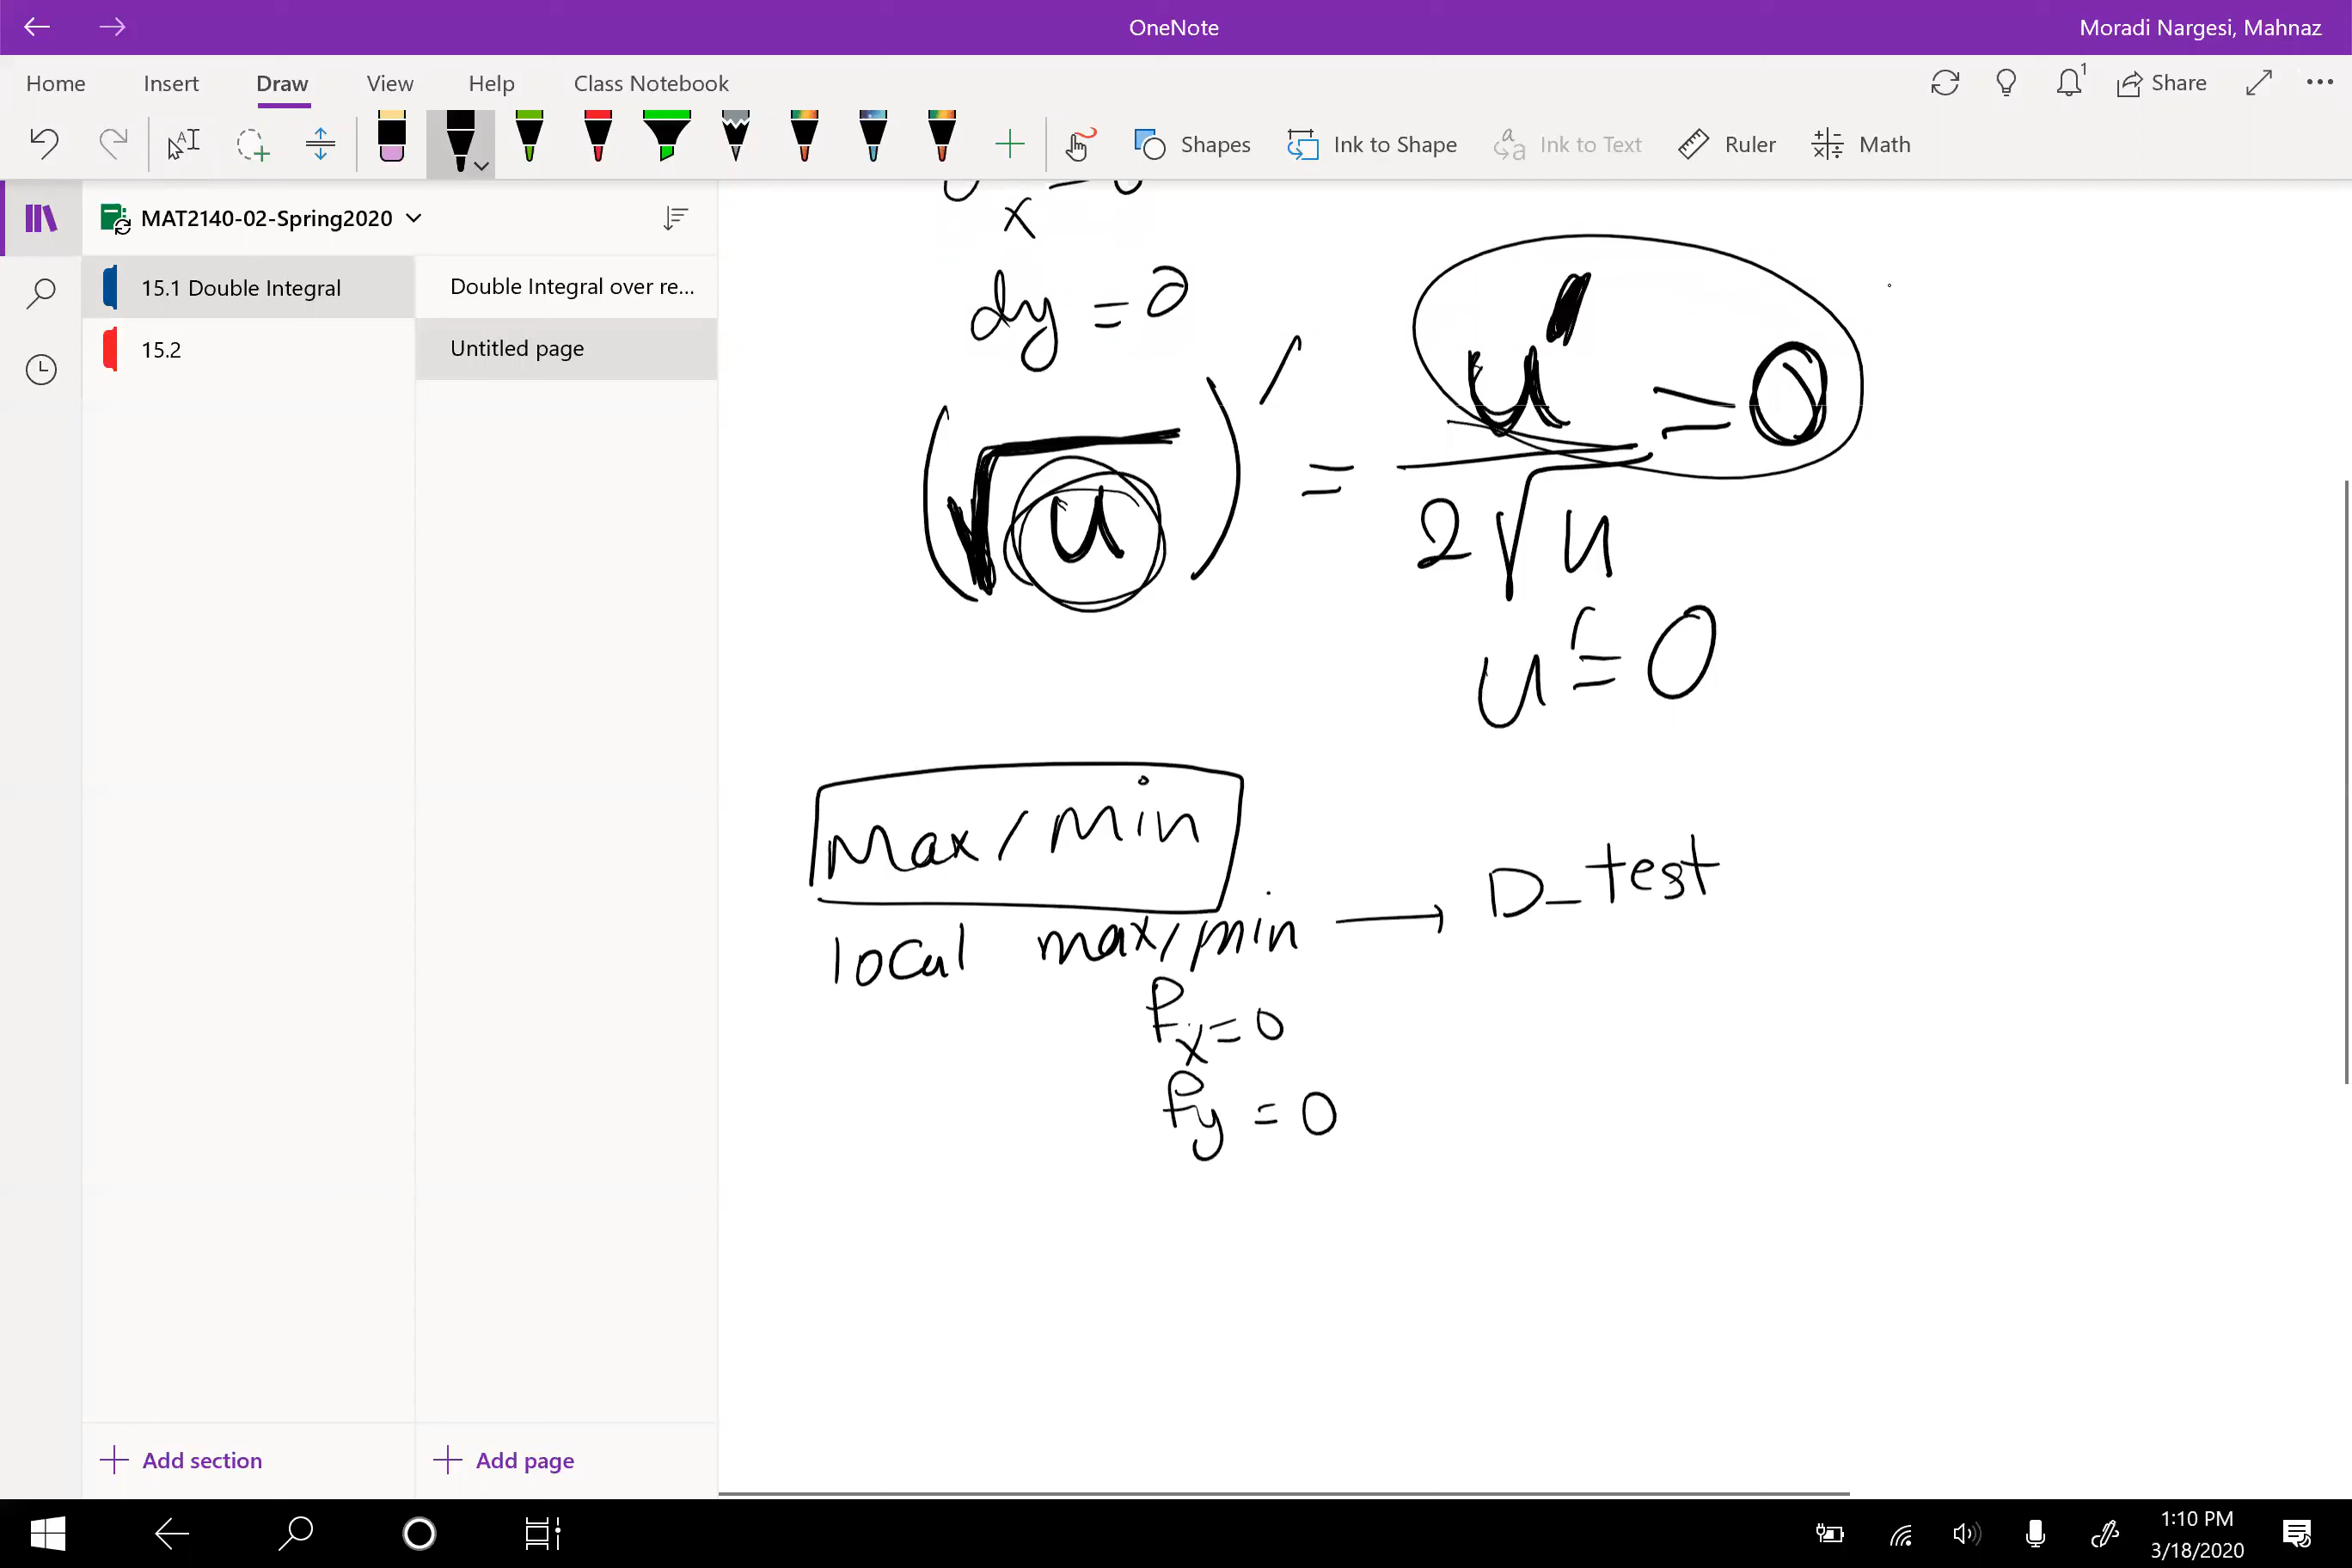 OneNote
Moradi Nargesi, Mahnaz
Home Insert Draw View Help Class Notebook
1
Share
Shapes Ink to Shape Ink to Text Ruler Math
MAT2140-02-Spring2020
15.1 Double Integral
15.2
Double Integral over re...
Untitled page
x
dy = 0
(√u)′ = u′ = 0
2√u
u′ = 0
Max/Min
local max/min → D_test
fx = 0
fy = 0
Add section
Add page
1:10 PM
3/18/2020